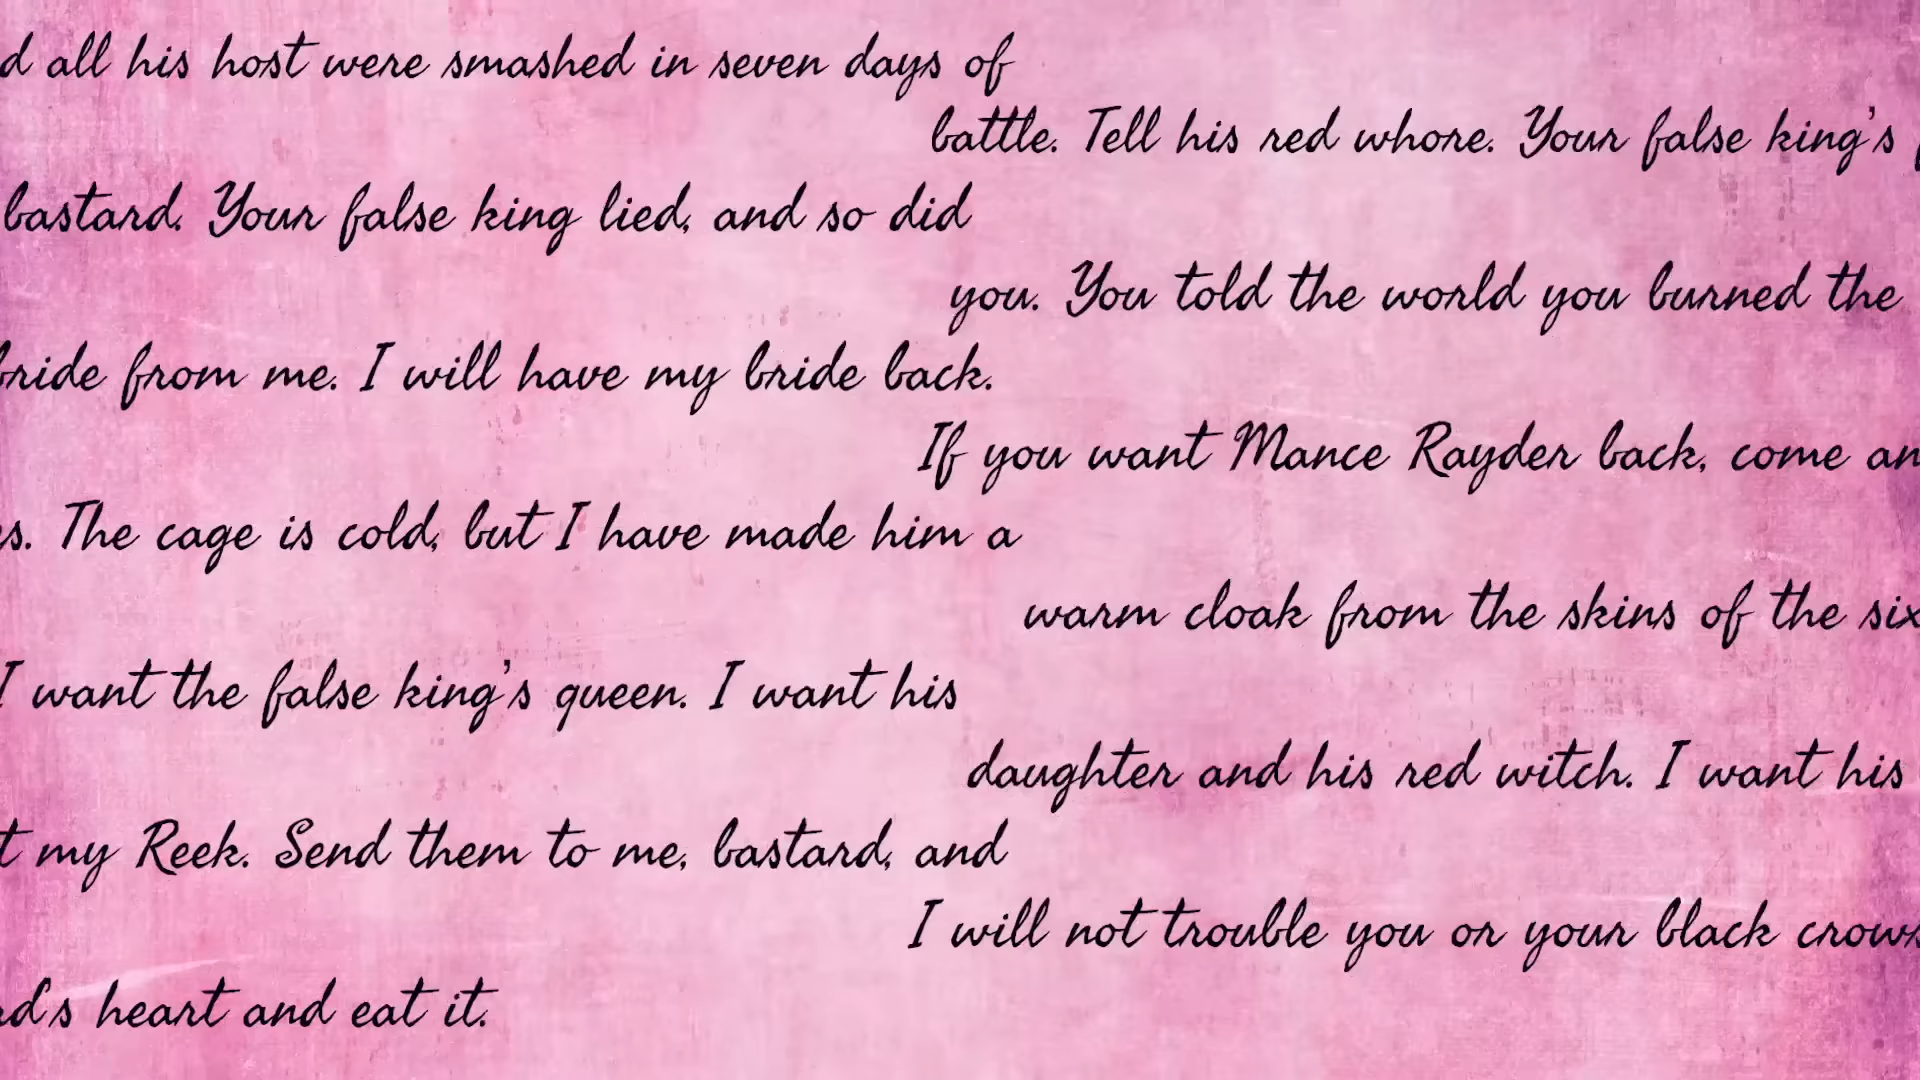 d all his host were smashed in seven days of
battle. Tell his red whore. Your false king's
bastard. Your false king lied, and so did
you. You told the world you burned the
bride from me. I will have my bride back.
If you want Mance Rayder back, come an
s. The cage is cold, but I have made him a
warm cloak from the skins of the six
I want the false king's queen. I want his
daughter and his red witch. I want his
t my Reek. Send them to me, bastard, and
I will not trouble you or your black crows
rd's heart and eat it.